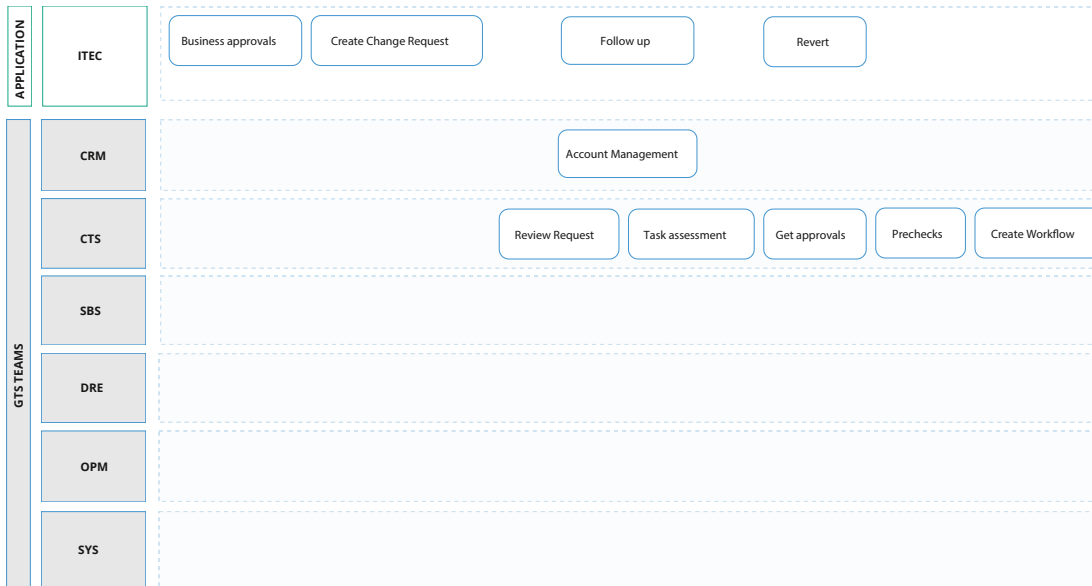 APPLICATION
ITEC
Business approvals
Create Change Request
Follow up
Revert
GTS TEAMS
CRM
Account Management
CTS
Review Request
Task assessment
Get approvals
Prechecks
Create Workflow
SBS
DRE
OPM
SYS